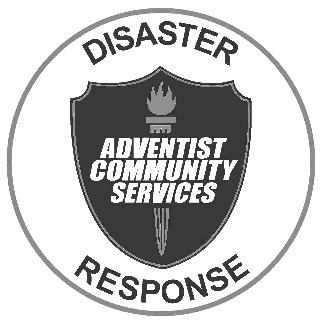 DISASTER
ADVENTIST
COMMUNITY
SERVICES
RESPONSE